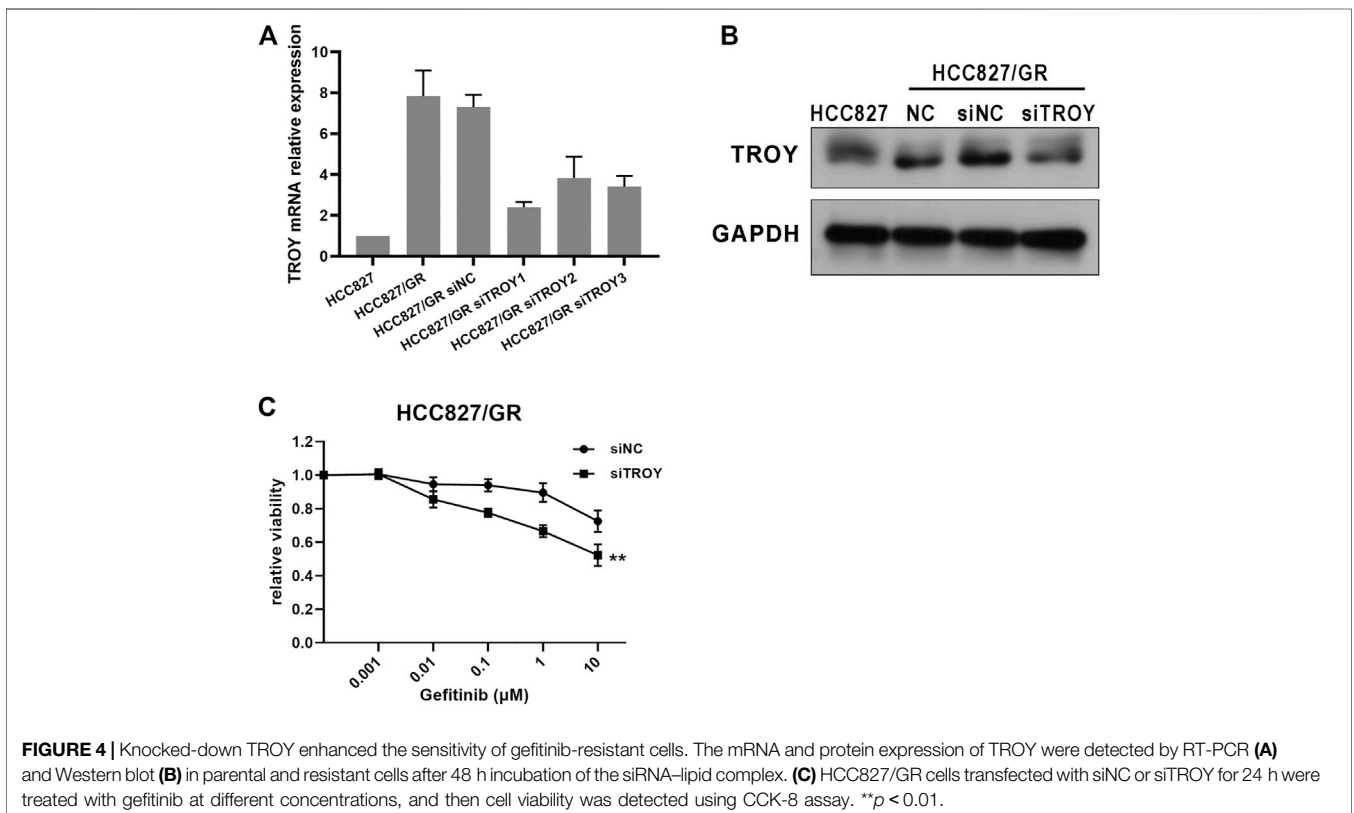 A
TROY mRNA relative expression
10
8
6
4
2
0
HCC827
HCC827/GR
HCC827/GR siNC
HCC827/GR siTROY1
HCC827/GR siTROY2
HCC827/GR siTROY3
B
HCC827/GR
HCC827 NC siNC siTROY
TROY
GAPDH
C
HCC827/GR
siNC
siTROY
relative viability
1.2
1.0
0.8
0.6
0.4
0.2
0.0
**
0.001 0.01 0.1 1 10
Gefitinib (μM)
FIGURE 4 | Knocked-down TROY enhanced the sensitivity of gefitinib-resistant cells. The mRNA and protein expression of TROY were detected by RT-PCR (A)
and Western blot (B) in parental and resistant cells after 48 h incubation of the siRNA–lipid complex. (C) HCC827/GR cells transfected with siNC or siTROY for 24 h were
treated with gefitinib at different concentrations, and then cell viability was detected using CCK-8 assay. **p < 0.01.